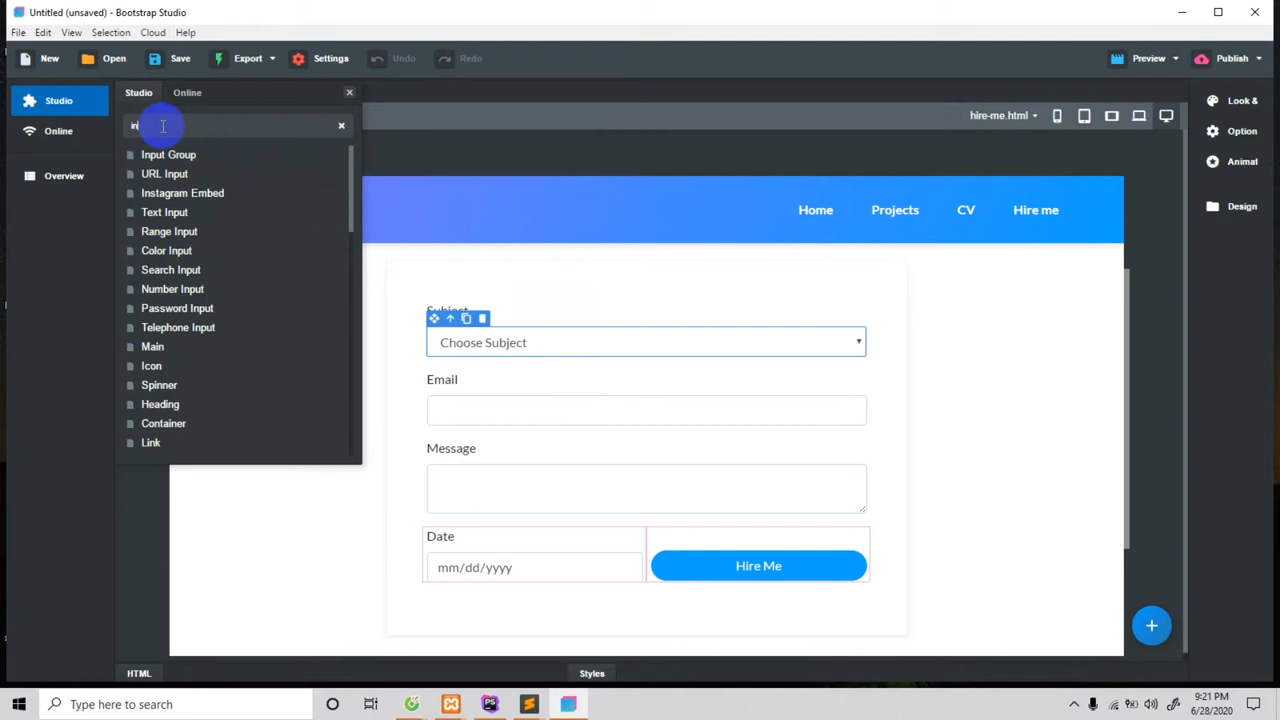 Untitled (unsaved) - Bootstrap Studio
File Edit View Selection Cloud Help
New Open Save Export Settings Undo Redo Preview Publish
Studio Studio Online Look &
in hire-me.html
Online Option
Input Group Animat
URL Input
Overview
Instagram Embed
Text Input Home Projects CV Hire me Design
Range Input
Color Input
Search Input
Number Input
Password Input Subject
Telephone Input
Main Choose Subject
Icon
Spinner Email
Heading
Container
Link Message
Date
mm/dd/yyyy Hire Me
HTML Styles
Type here to search
9:21 PM
6/28/2020